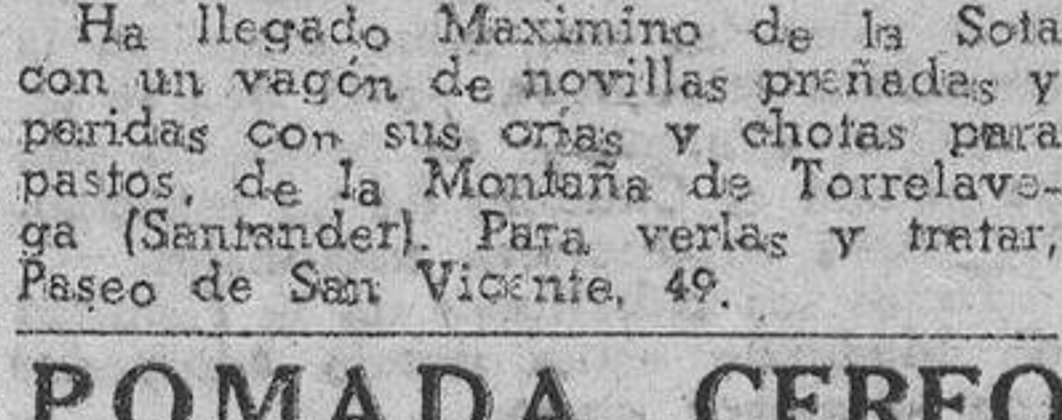 Ha llegado Maximino de la Sota
con un vagón de novillas preñadas y
paridas con sus crías y chotas para
pastos, de la Montaña de Torrelave-
ga (Santander). Para verlas y tratar,
Paseo de San Vicente, 49.
POMADA CEREO